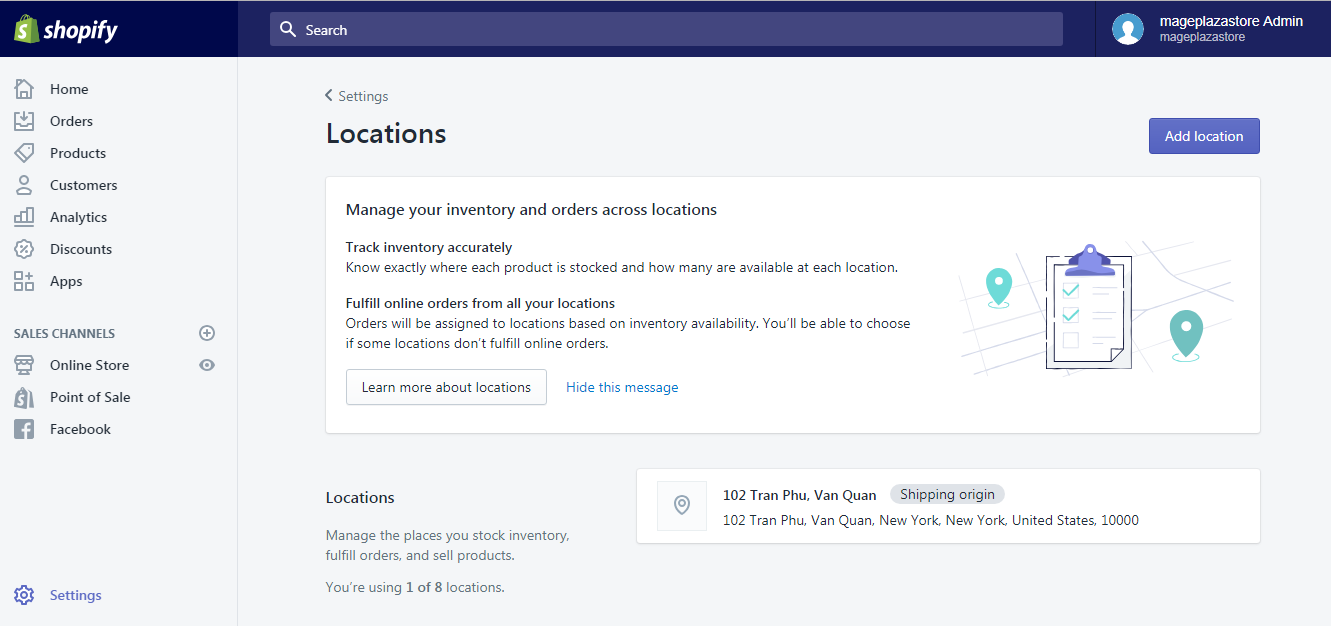 shopify
Search
mageplazastore Admin
mageplazastore
Home
Orders
Products
Customers
Analytics
Discounts
Apps
SALES CHANNELS
Online Store
Point of Sale
Facebook
Settings
Settings
Locations
Add location
Manage your inventory and orders across locations
Track inventory accurately
Know exactly where each product is stocked and how many are available at each location.
Fulfill online orders from all your locations
Orders will be assigned to locations based on inventory availability. You’ll be able to choose
if some locations don’t fulfill online orders.
Learn more about locations
Hide this message
Locations
Manage the places you stock inventory,
fulfill orders, and sell products.
You’re using 1 of 8 locations.
102 Tran Phu, Van Quan
Shipping origin
102 Tran Phu, Van Quan, New York, New York, United States, 10000